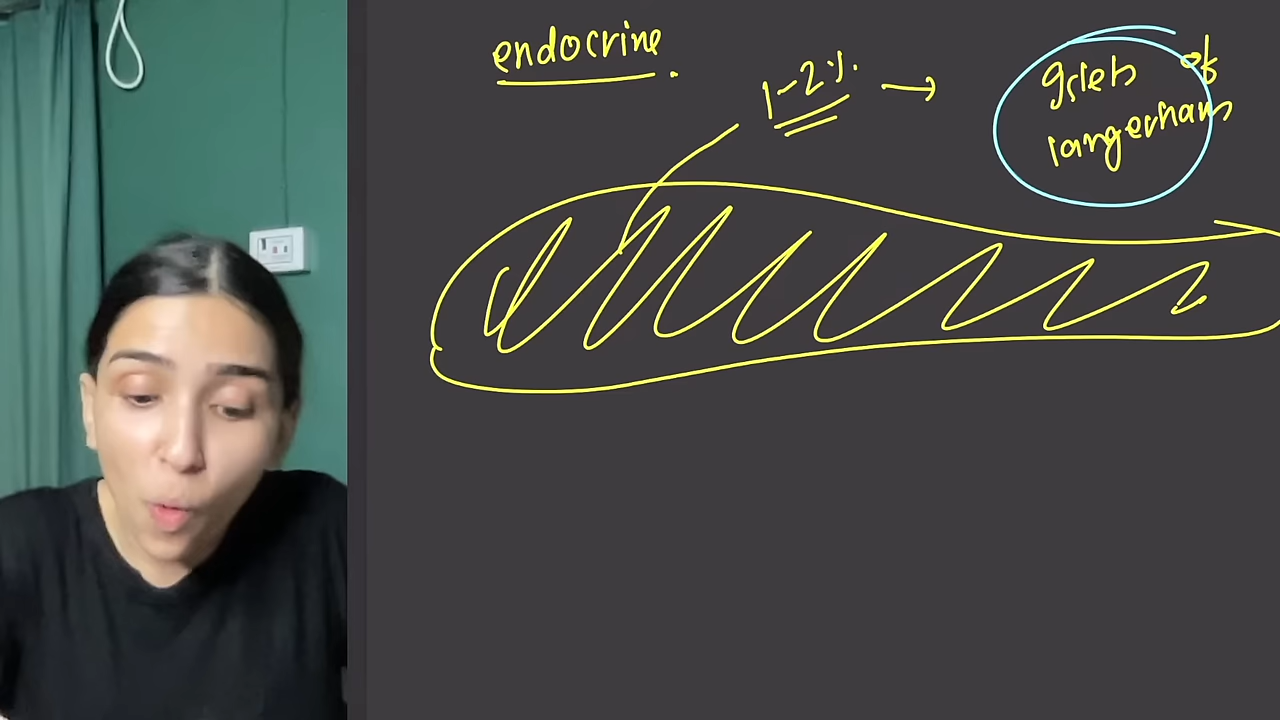 endocrine.
1-2%. →
islets of
langerhans